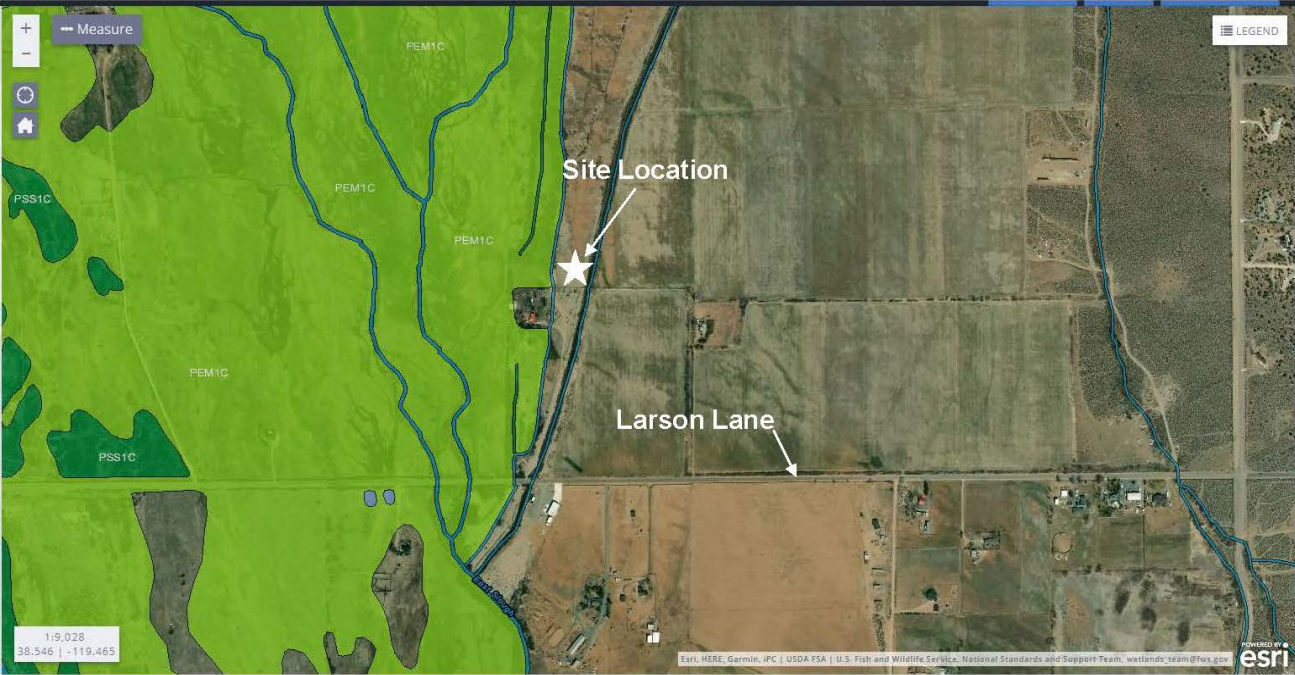 +
Measure
−
LEGEND
PEM1C
Site Location
PEM1C
PSS1C
PEM1C
PEM1C
Larson Lane
PSS1C
East Slough
1:9,028
38.546 | -119.465
Esri, HERE, Garmin, iPC | USDA FSA | U.S. Fish and Wildlife Service, National Standards and Support Team, wetlands_team@fws.gov
POWERED BY
esri